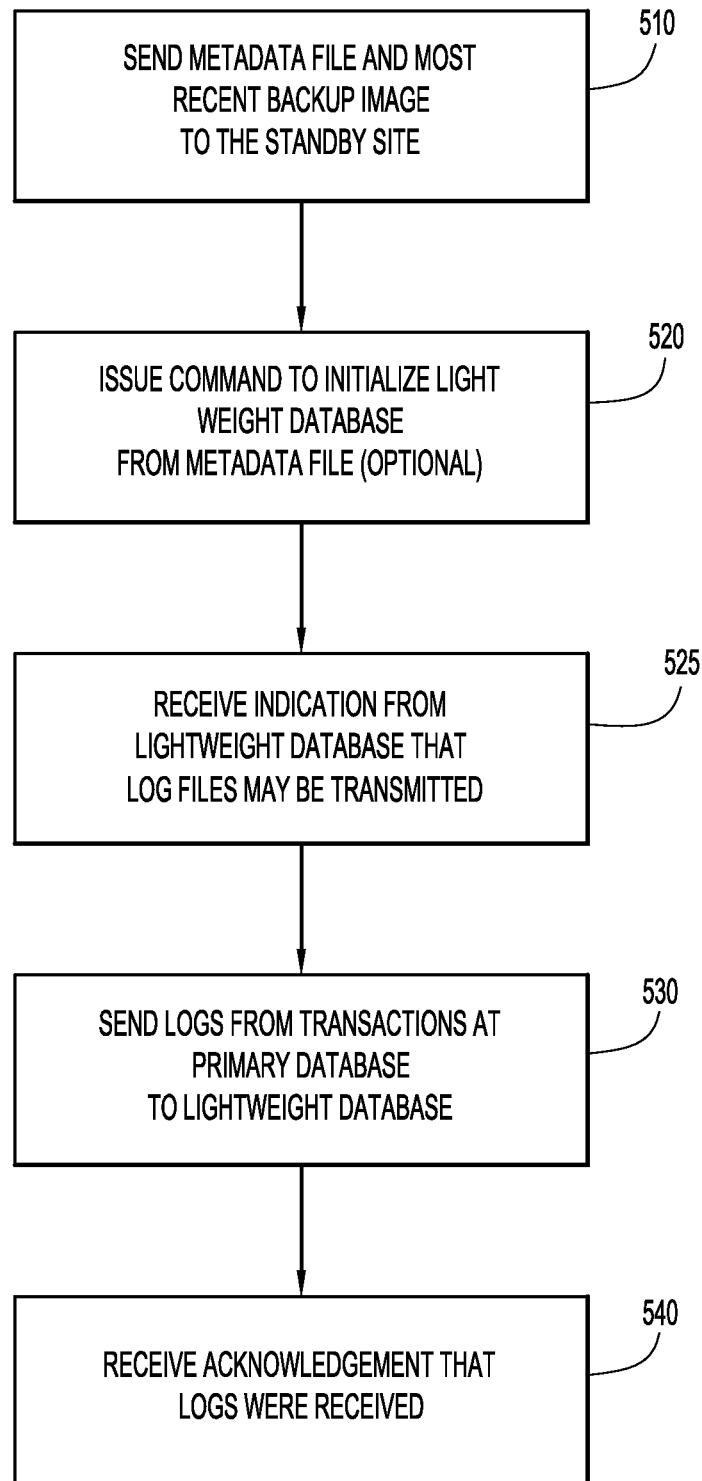 510
SEND METADATA FILE AND MOST
RECENT BACKUP IMAGE
TO THE STANDBY SITE
520
ISSUE COMMAND TO INITIALIZE LIGHT
WEIGHT DATABASE
FROM METADATA FILE (OPTIONAL)
525
RECEIVE INDICATION FROM
LIGHTWEIGHT DATABASE THAT
LOG FILES MAY BE TRANSMITTED
530
SEND LOGS FROM TRANSACTIONS AT
PRIMARY DATABASE
TO LIGHTWEIGHT DATABASE
540
RECEIVE ACKNOWLEDGEMENT THAT
LOGS WERE RECEIVED